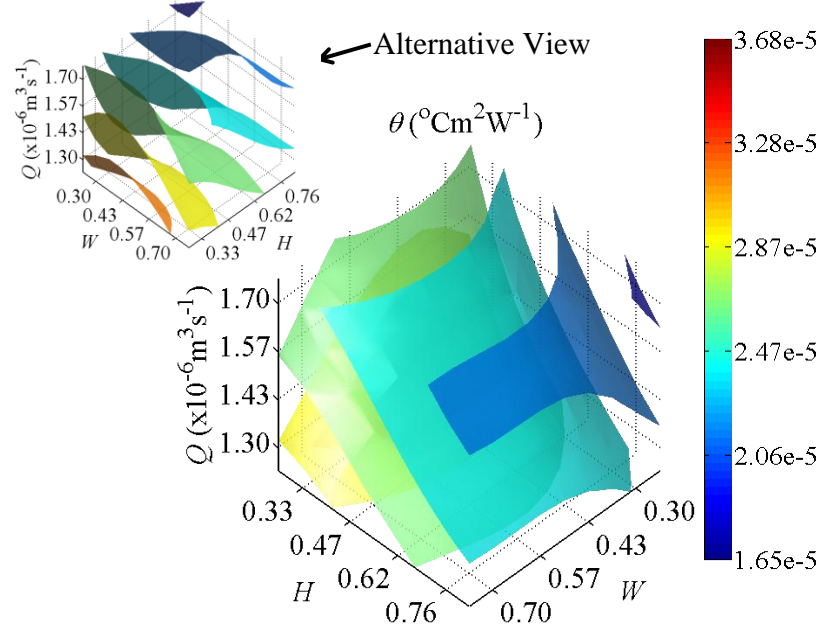 Alternative View
1.70
1.57
1.43
1.30
Q (x10-6m3s-1)
0.30
0.43
0.57
0.70
W
0.76
0.62
0.47
0.33
H
θ (oCm2W-1)
1.70
1.57
1.43
1.30
Q (x10-6m3s-1)
0.33
0.47
0.62
0.76
H
0.30
0.43
0.57
0.70
W
3.68e-5
3.28e-5
2.87e-5
2.47e-5
2.06e-5
1.65e-5